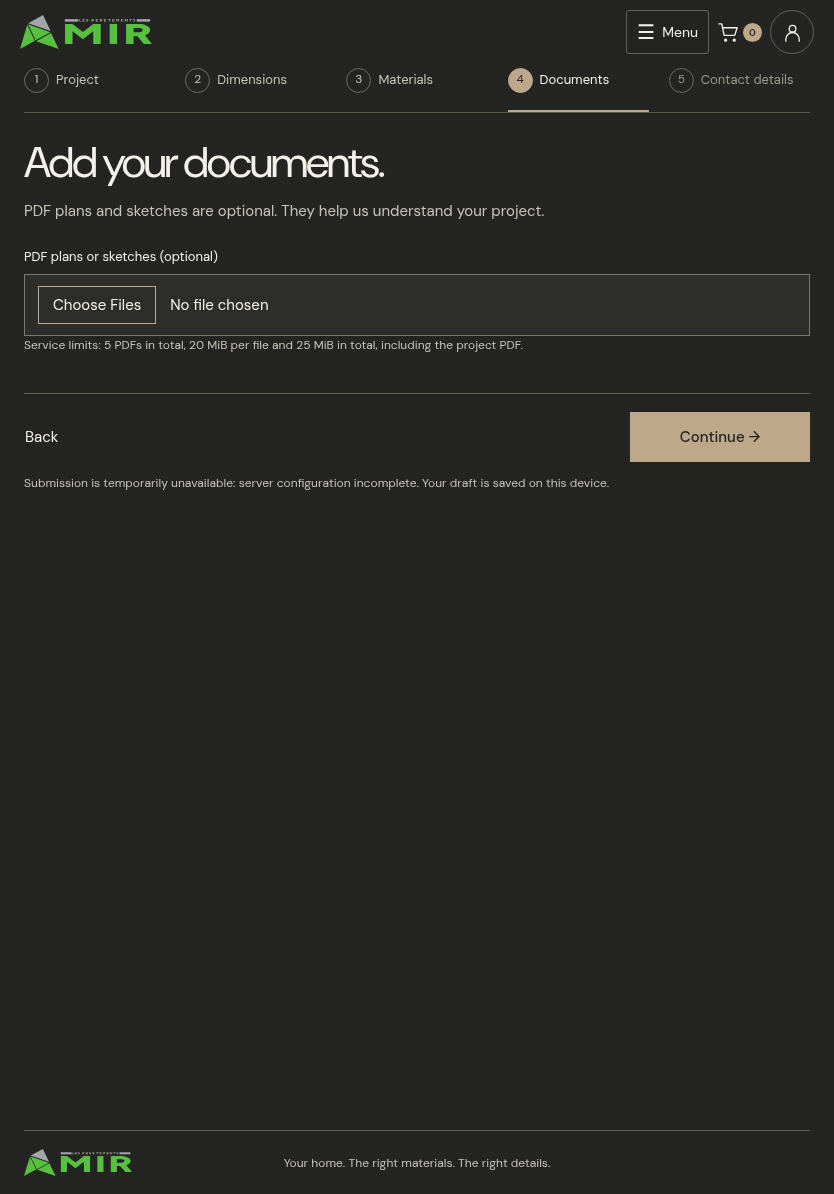 LES REVETEMENTS
MIR
Menu
0
1 Project
2 Dimensions
3 Materials
4 Documents
5 Contact details
Add your documents.
PDF plans and sketches are optional. They help us understand your project.
PDF plans or sketches (optional)
Choose Files No file chosen
Service limits: 5 PDFs in total, 20 MiB per file and 25 MiB in total, including the project PDF.
Back
Continue →
Submission is temporarily unavailable: server configuration incomplete. Your draft is saved on this device.
LES REVETEMENTS
MIR
Your home. The right materials. The right details.